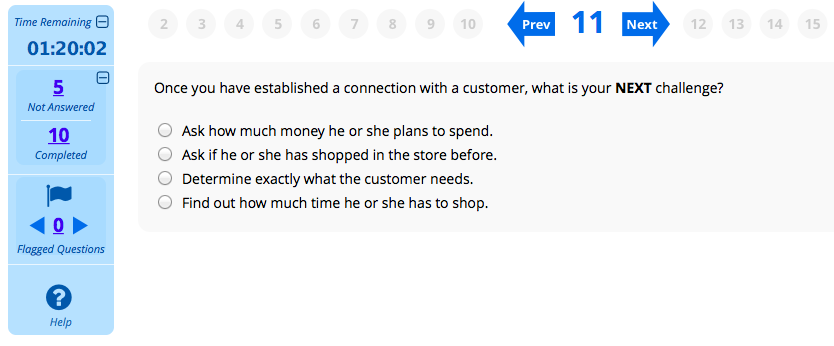 Time Remaining
01:20:02
5
Not Answered
10
Completed
0
Flagged Questions
Help
2 3 4 5 6 7 8 9 10 Prev 11 Next 12 13 14 15
Once you have established a connection with a customer, what is your NEXT challenge?
Ask how much money he or she plans to spend.
Ask if he or she has shopped in the store before.
Determine exactly what the customer needs.
Find out how much time he or she has to shop.